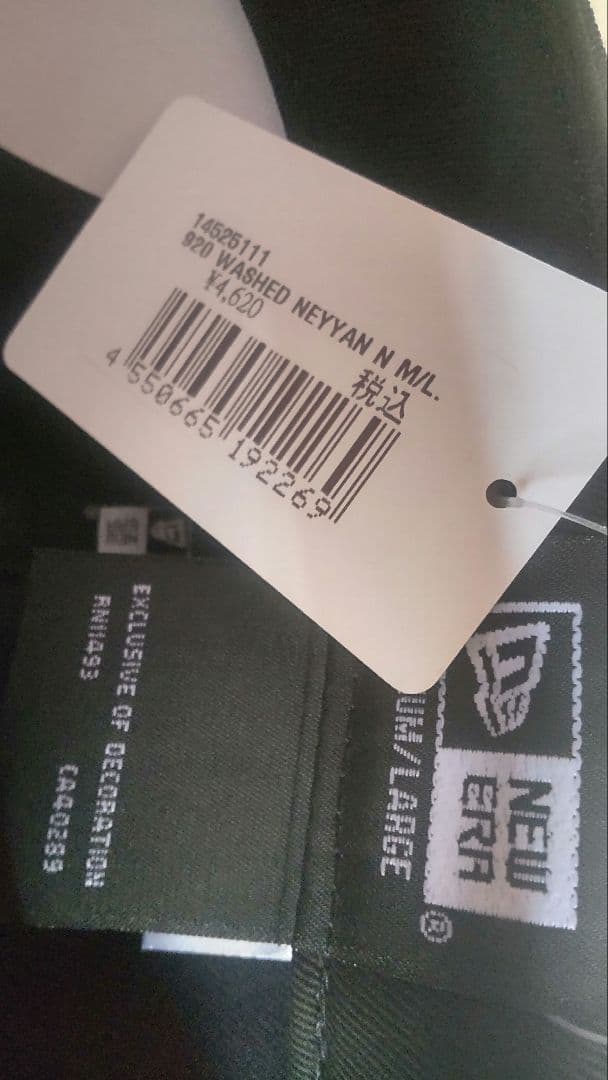 14525111
920 WASHED NEYYAN N M/L.
¥4,620
税込
4 550665 192269
EXCLUSIVE OF DECORATION
RN11493
CA40289
UM/LARGE
NEW
ERA
®